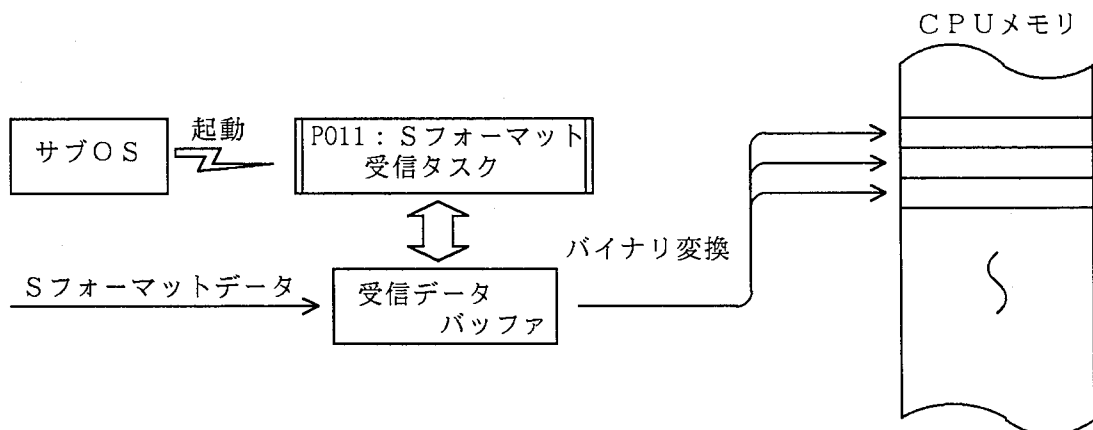 CPUメモリ
サブOS
起動
P011：Sフォーマット
受信タスク
バイナリ変換
Sフォーマットデータ
受信データ
バッファ